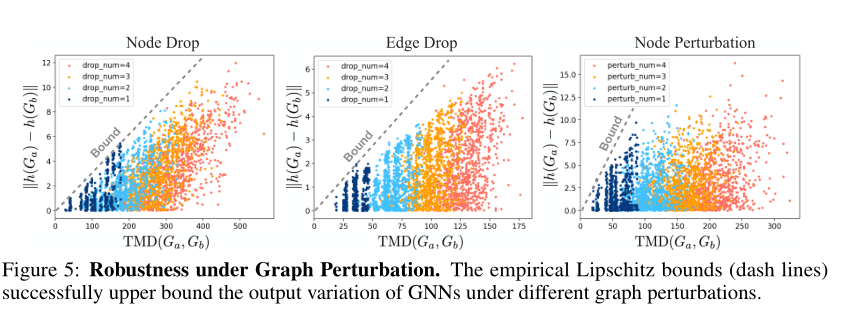 Node Drop
Edge Drop
Node Perturbation
12
10
8
6
4
2
0
‖h(G_a) − h(G_b)‖
drop_num=4
drop_num=3
drop_num=2
drop_num=1
Bound
0 100 200 300 400 500
TMD(G_a, G_b)
6
5
4
3
2
1
0
‖h(G_a) − h(G_b)‖
drop_num=4
drop_num=3
drop_num=2
drop_num=1
Bound
0 25 50 75 100 125 150 175
TMD(G_a, G_b)
15.0
12.5
10.0
7.5
5.0
2.5
0.0
‖h(G_a) − h(G_b)‖
perturb_num=4
perturb_num=3
perturb_num=2
perturb_num=1
Bound
0 50 100 150 200 250 300
TMD(G_a, G_b)
Figure 5: Robustness under Graph Perturbation. The empirical Lipschitz bounds (dash lines)
successfully upper bound the output variation of GNNs under different graph perturbations.